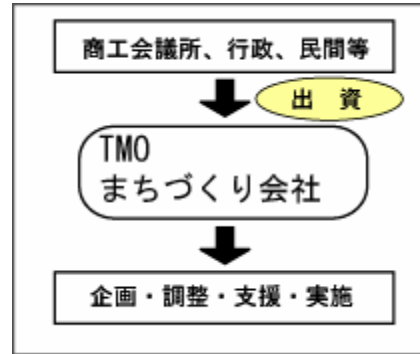 商工会議所、行政、民間等
出 資
TMO
まちづくり会社
企画・調整・支援・実施